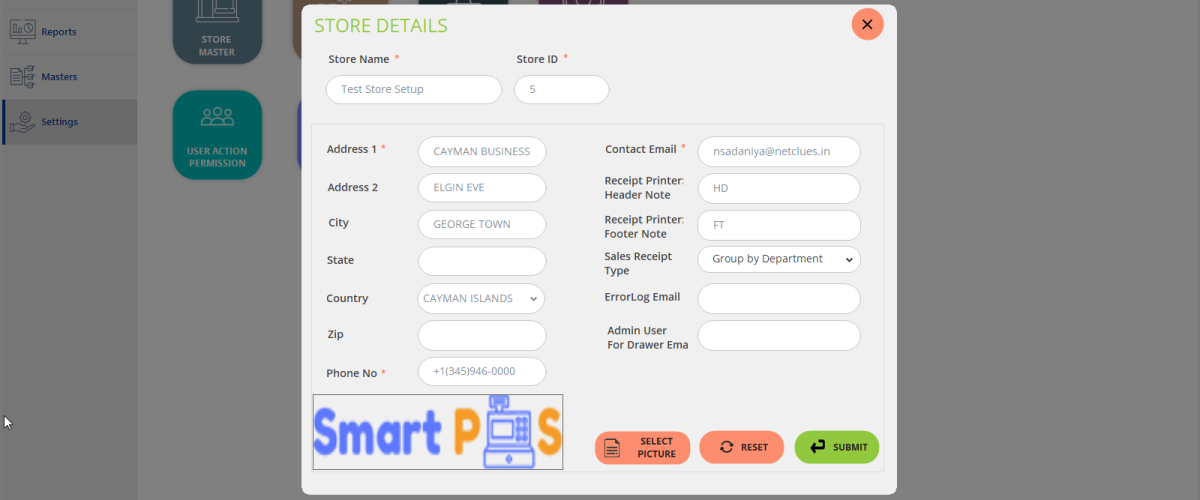 Reports
Masters
Settings
STORE
MASTER
USER ACTION
PERMISSION
STORE DETAILS
Store Name *
Store ID *
Test Store Setup
5
Address 1 *
CAYMAN BUSINESS
Contact Email *
nsadaniya@netclues.in
Address 2
ELGIN EVE
Receipt Printer:
Header Note
HD
City
GEORGE TOWN
Receipt Printer:
Footer Note
FT
State
Sales Receipt
Type
Group by Department
Country
CAYMAN ISLANDS
ErrorLog Email
Zip
Admin User
For Drawer Ema
Phone No *
+1(345)946-0000
Smart POS
SELECT
PICTURE
RESET
SUBMIT